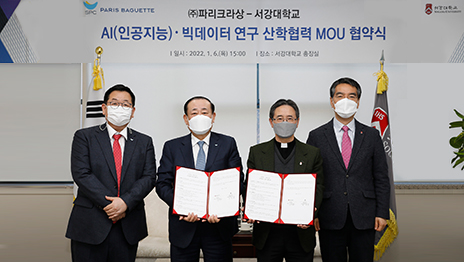 SPC
PARIS BAGUETTE
(주)파리크라상 – 서강대학교
서강대학교
AI(인공지능)·빅데이터 연구 산학협력 MOU 협약식
| 일시 : 2022. 1. 6.(목) 15:00 | 장소 : 서강대학교 총장실